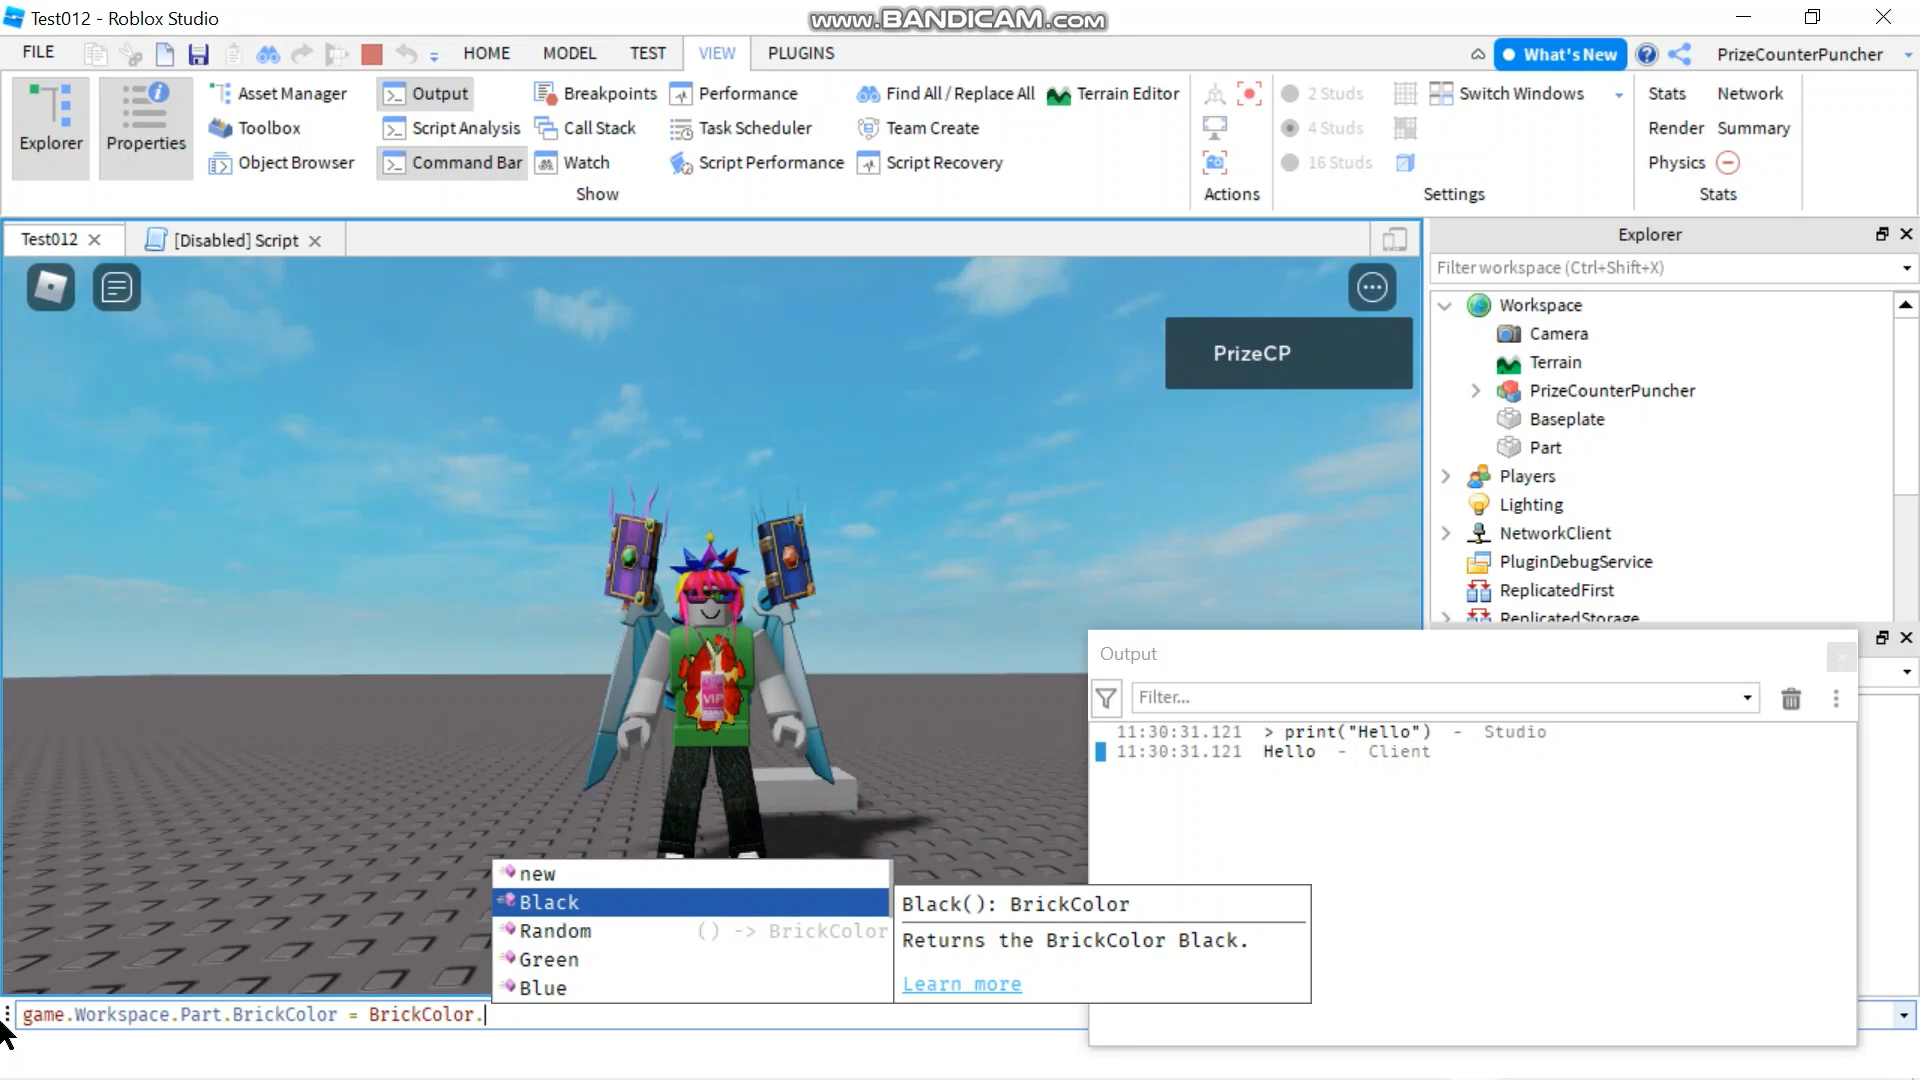 Test012 - Roblox Studio
www.BANDICAM.com
FILE
HOME
MODEL
TEST
VIEW
PLUGINS
What's New
PrizeCounterPuncher
Explorer
Properties
Asset Manager
Toolbox
Object Browser
Output
Script Analysis
Command Bar
Breakpoints
Call Stack
Watch
Performance
Task Scheduler
Script Performance
Find All / Replace All
Team Create
Script Recovery
Terrain Editor
Show
Actions
2 Studs
4 Studs
16 Studs
Switch Windows
Settings
Stats Network
Render Summary
Physics
Stats
Test012
[Disabled] Script
Explorer
Filter workspace (Ctrl+Shift+X)
Workspace
Camera
Terrain
PrizeCounterPuncher
Baseplate
Part
Players
Lighting
NetworkClient
PluginDebugService
ReplicatedFirst
ReplicatedStorage
PrizeCP
VIP
Output
Filter...
11:30:31.121 > print("Hello") - Studio
11:30:31.121 Hello - Client
new
Black
Random () -> BrickColor
Green
Blue
Black(): BrickColor
Returns the BrickColor Black.
Learn more
game.Workspace.Part.BrickColor = BrickColor.